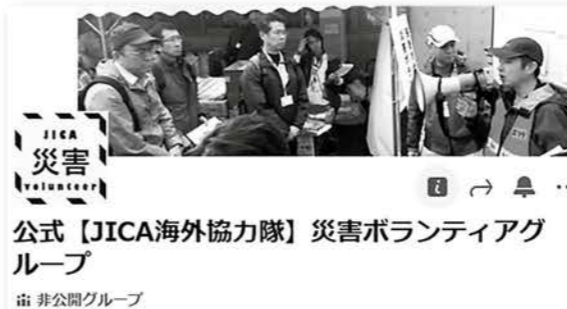 JICA
災害
volunteer
公式【JICA海外協力隊】災害ボランティアグ
ループ
非公開グループ